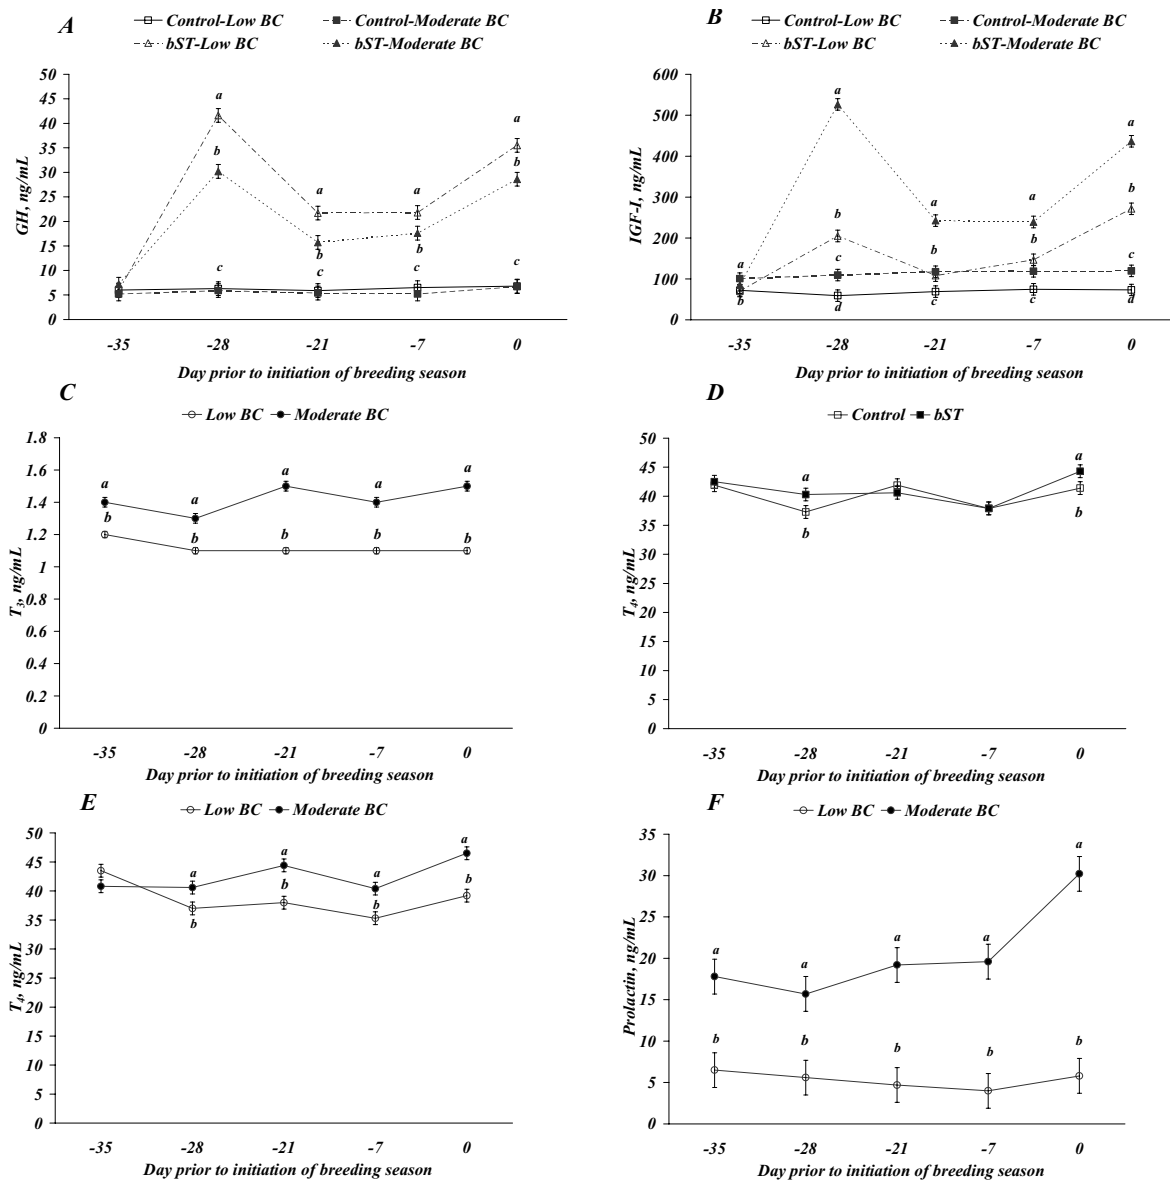 A
Control-Low BC Control-Moderate BC
bST-Low BC bST-Moderate BC
GH, ng/mL
50
45
40
35
30
25
20
15
10
5
0
a
b
a
b
a
b
a
b
c
c
c
c
-35 -28 -21 -7 0
Day prior to initiation of breeding season
B
Control-Low BC Control-Moderate BC
bST-Low BC bST-Moderate BC
IGF-I, ng/mL
600
500
400
300
200
100
0
a
b
a
b
c
d
a
b
c
a
b
c
a
b
c
d
-35 -28 -21 -7 0
Day prior to initiation of breeding season
C
Low BC Moderate BC
T3, ng/mL
1.8
1.6
1.4
1.2
1
0.8
0.6
0.4
0.2
0
a
a
a
a
a
b
b
b
b
b
-35 -28 -21 -7 0
Day prior to initiation of breeding season
D
Control bST
T4, ng/mL
50
45
40
35
30
25
20
15
10
5
0
a
b
a
b
-35 -28 -21 -7 0
Day prior to initiation of breeding season
E
Low BC Moderate BC
T4, ng/mL
50
45
40
35
30
25
20
15
10
5
0
a
b
a
b
a
b
a
b
-35 -28 -21 -7 0
Day prior to initiation of breeding season
F
Low BC Moderate BC
Prolactin, ng/mL
35
30
25
20
15
10
5
0
a
a
a
a
a
b
b
b
b
b
-35 -28 -21 -7 0
Day prior to initiation of breeding season